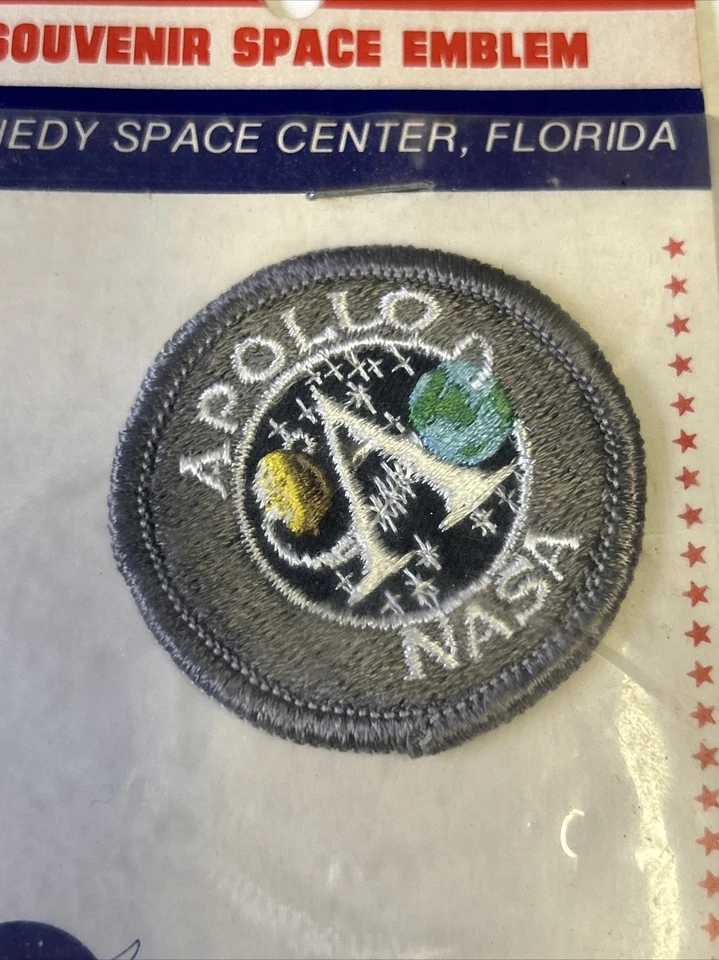 SOUVENIR SPACE EMBLEM
NEDY SPACE CENTER, FLORIDA
APOLLO
NASA